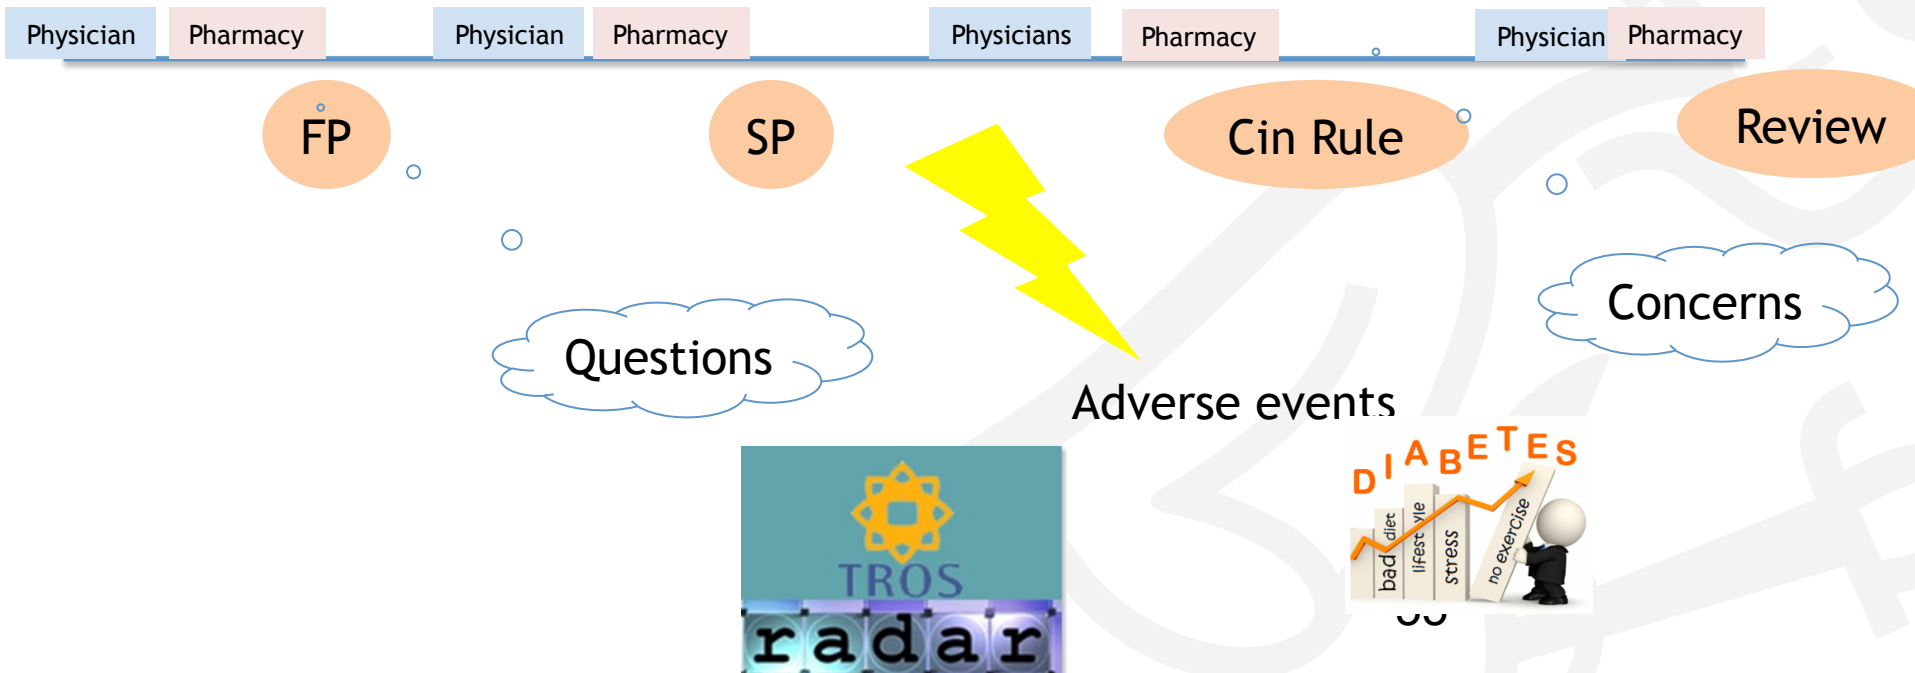 Physician Pharmacy Physician Pharmacy Physicians Pharmacy Physician Pharmacy
FP SP Cin Rule Review
Concerns
Questions
Adverse events
DIABETES
bad diet
lifestyle
stress
no exercise
TROS
radar